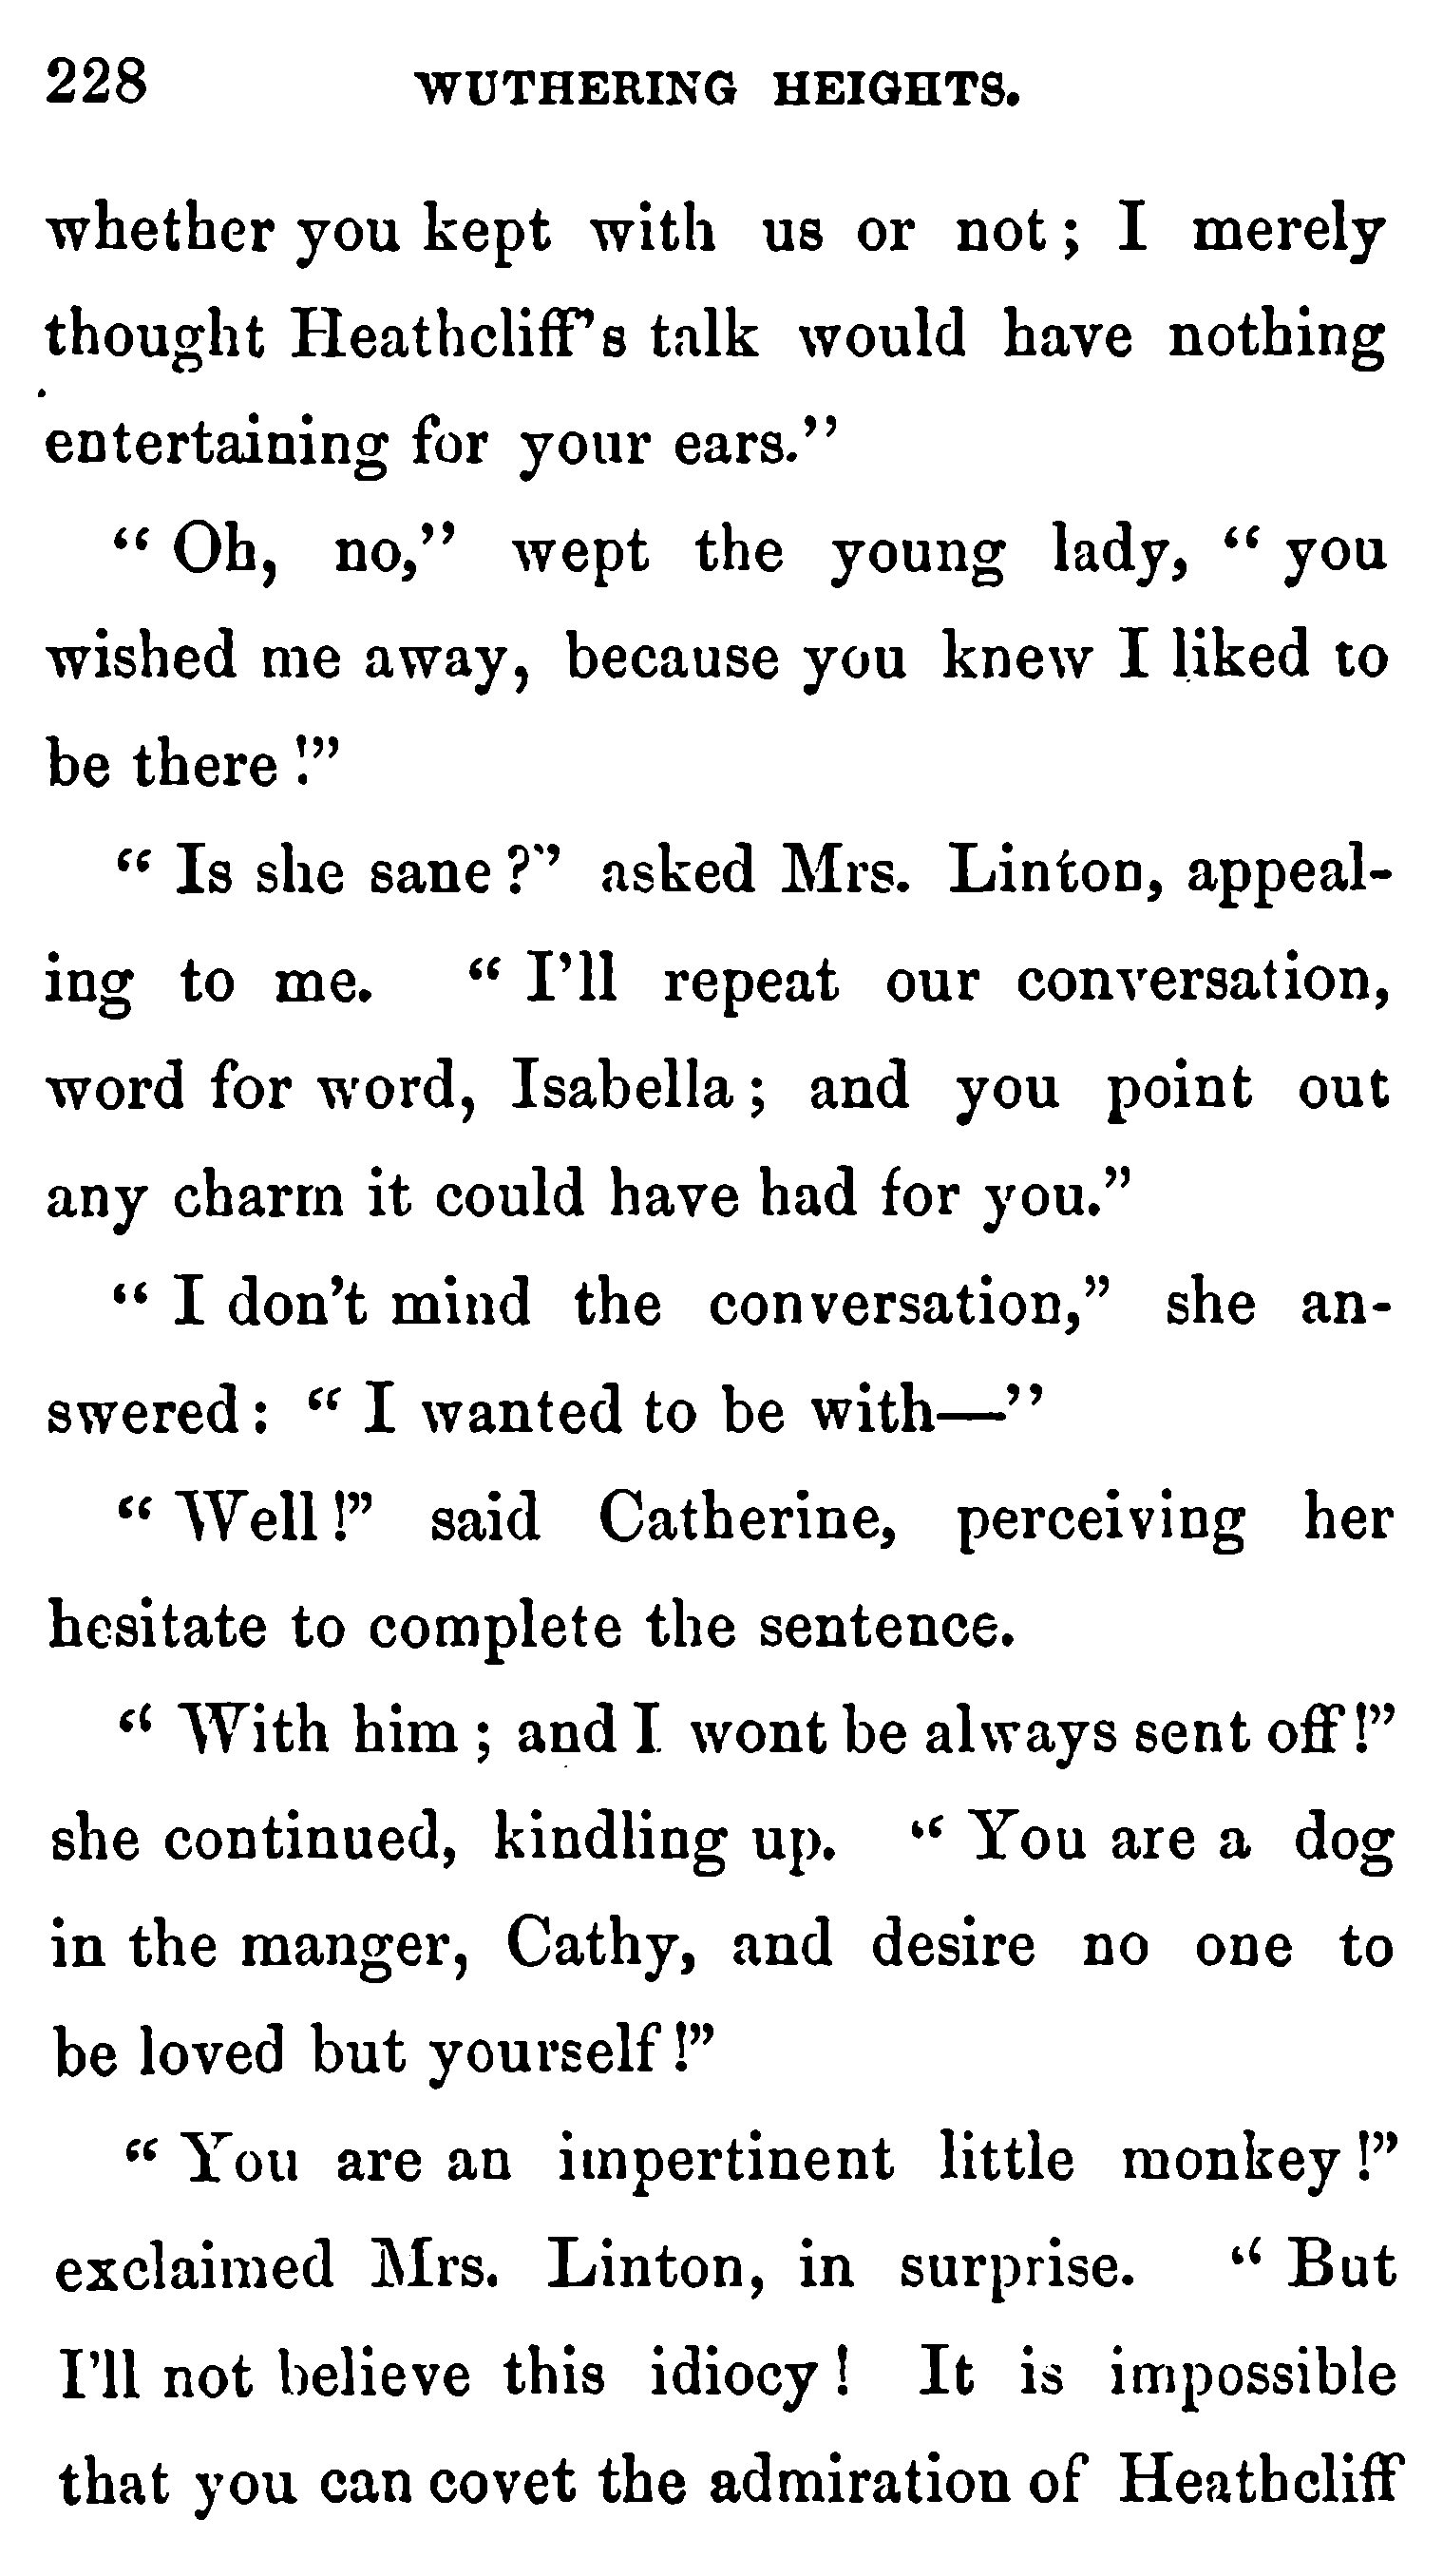 228 WUTHERING HEIGHTS.
whether you kept with us or not; I merely
thought Heathcliff's talk would have nothing
entertaining for your ears."
"Oh, no," wept the young lady, "you
wished me away, because you knew I liked to
be there!"
"Is she sane?" asked Mrs. Linton, appeal-
ing to me. "I'll repeat our conversation,
word for word, Isabella; and you point out
any charm it could have had for you."
"I don't mind the conversation," she an-
swered: "I wanted to be with—"
"Well!" said Catherine, perceiving her
hesitate to complete the sentence.
"With him; and I wont be always sent off!"
she continued, kindling up. "You are a dog
in the manger, Cathy, and desire no one to
be loved but yourself!"
"You are an impertinent little monkey!"
exclaimed Mrs. Linton, in surprise. "But
I'll not believe this idiocy! It is impossible
that you can covet the admiration of Heathcliff